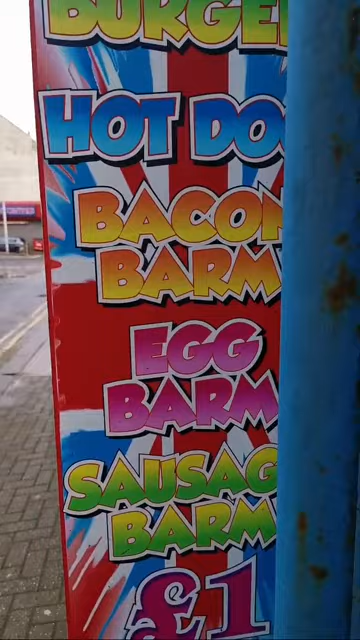 BURGE
HOT DO
BACON
BARM
EGG
BARM
SAUSAG
BARM
£1